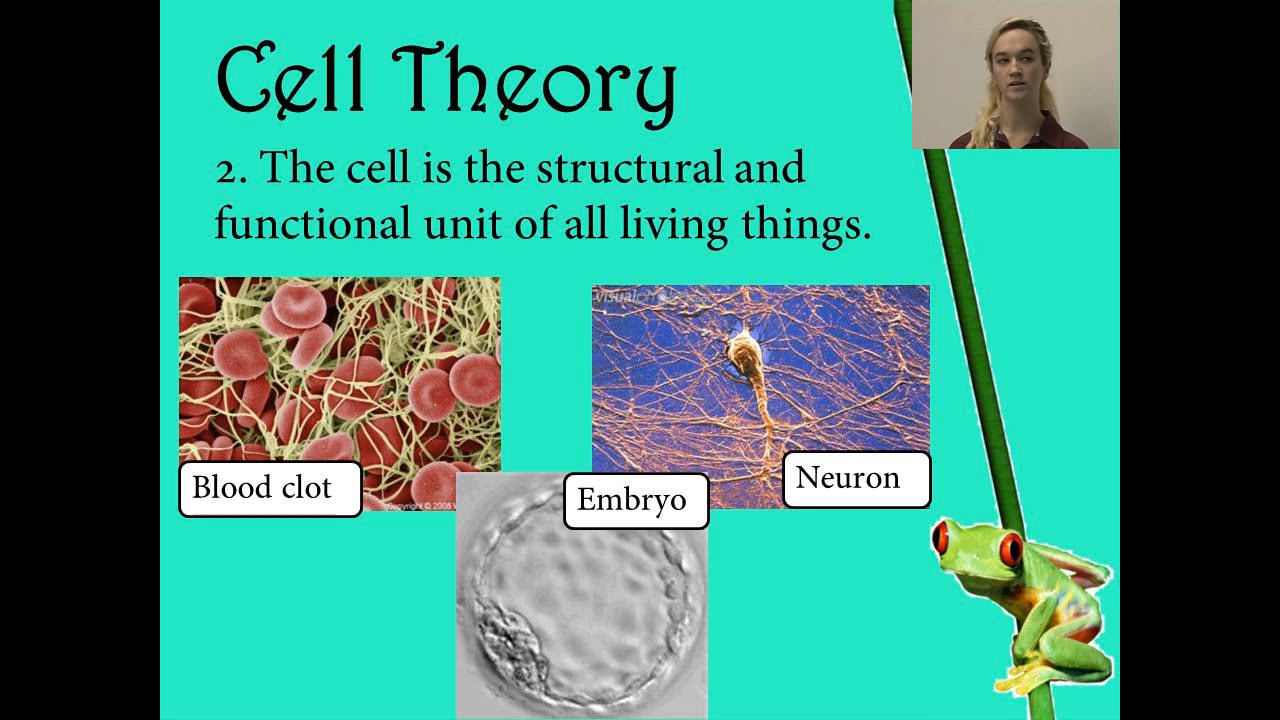 Cell Theory
2. The cell is the structural and
functional unit of all living things.
Blood clot
Neuron
Embryo